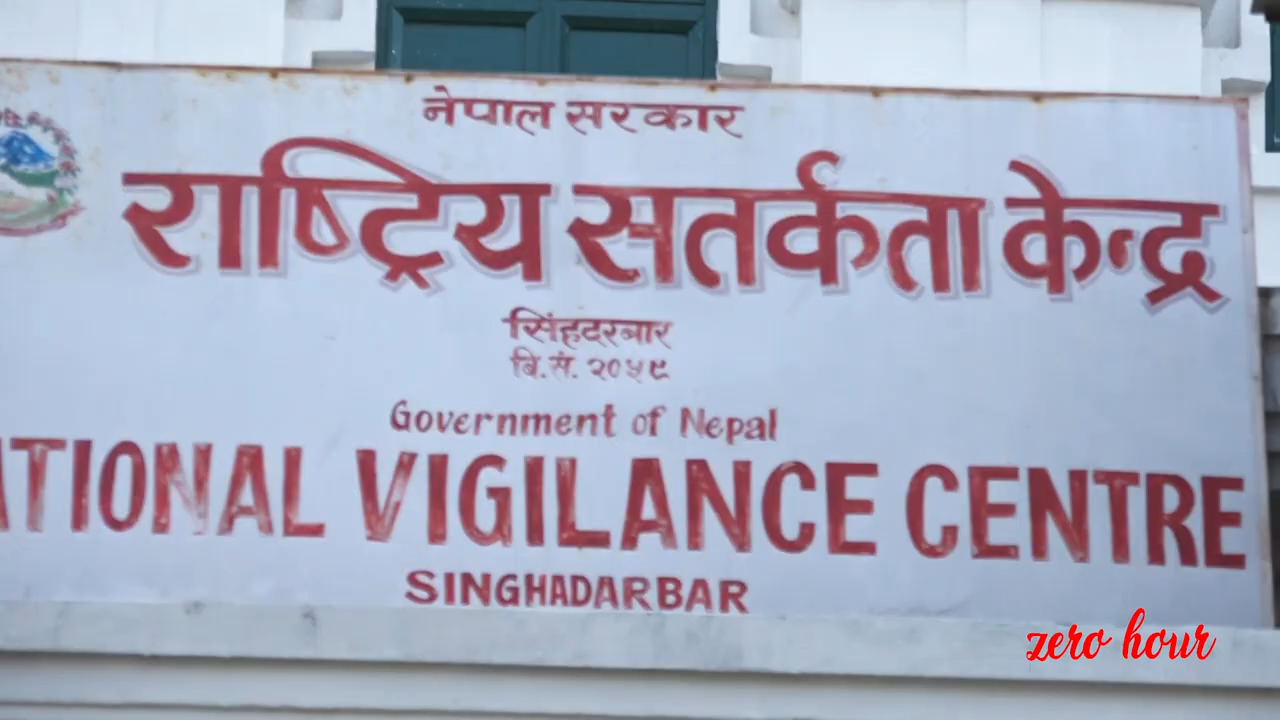 नेपाल सरकार
राष्ट्रिय सतर्कता केन्द्र
सिंहदरबार
बि.सं. २०५९
Government of Nepal
ATIONAL VIGILANCE CENTRE
SINGHADARBAR
zero hour